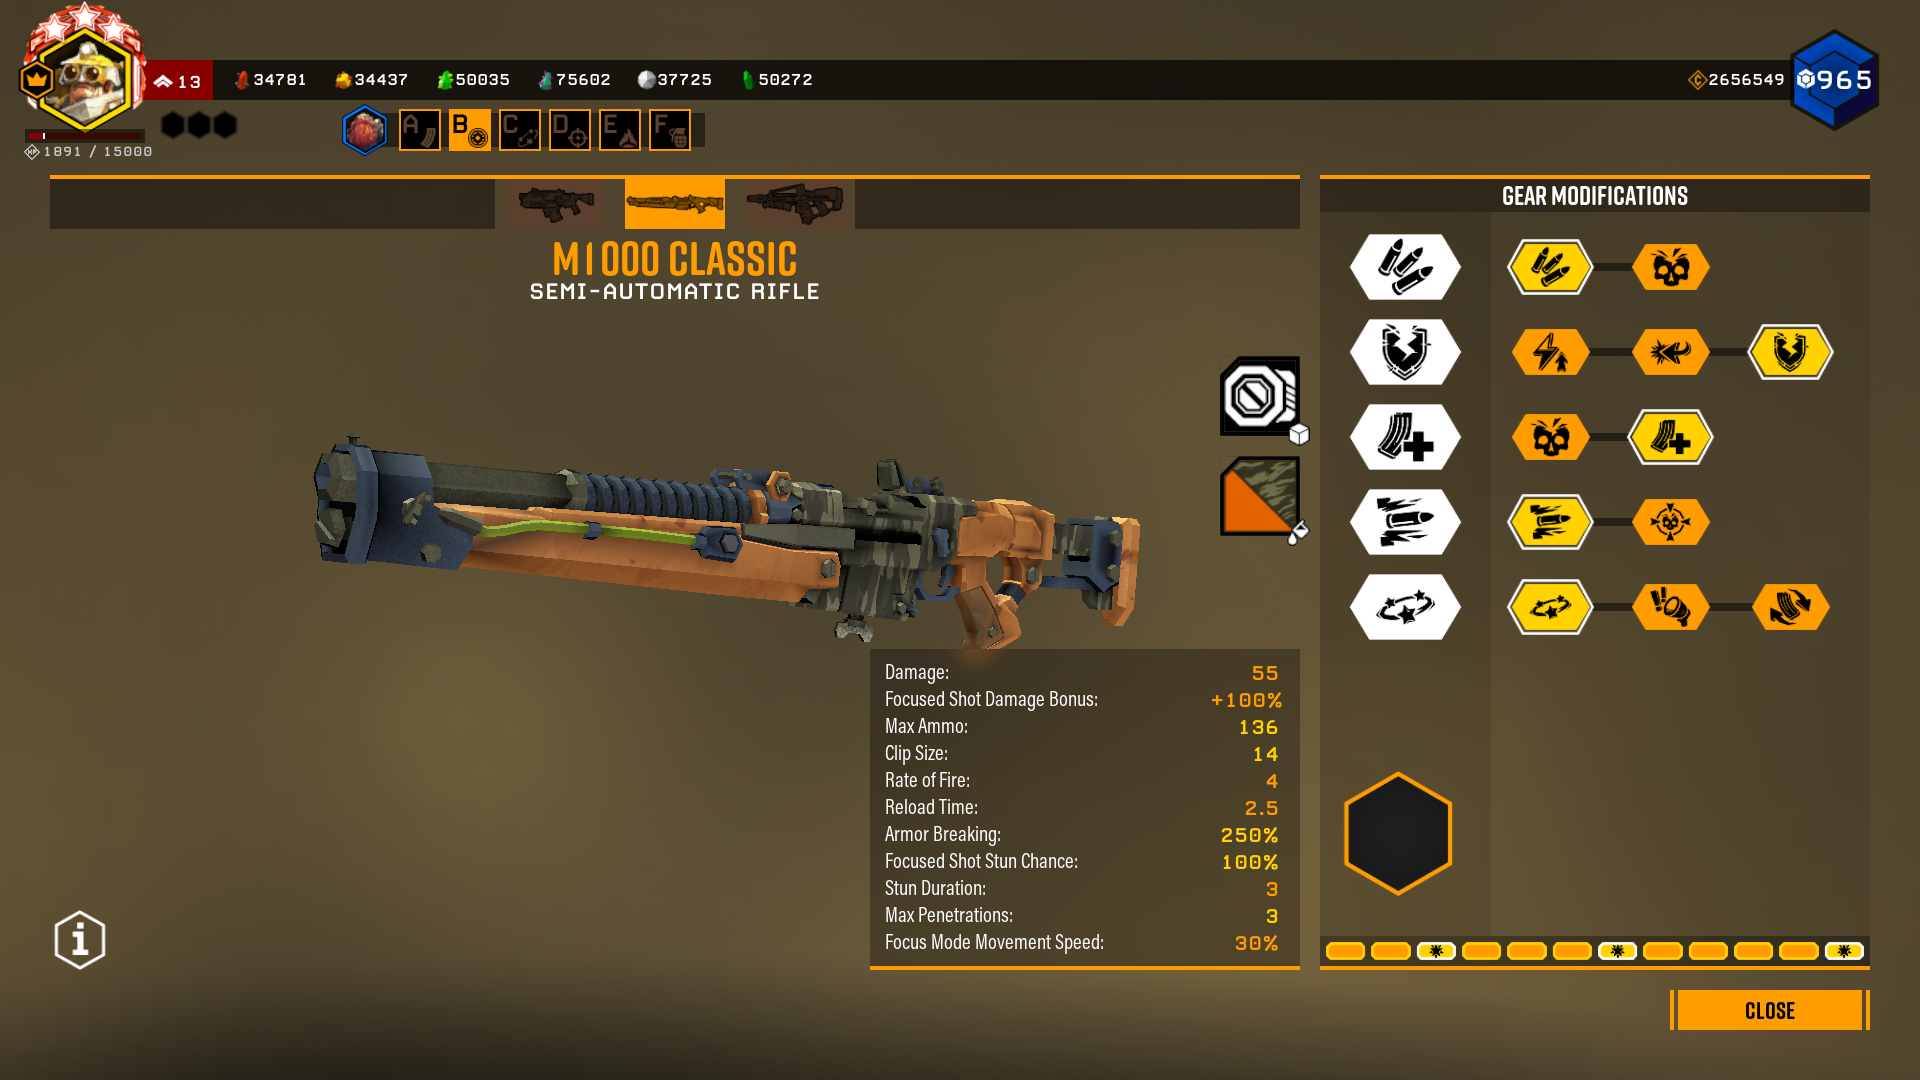 13 34781 34437 50035 75602 37725 50272 2656549 965
1891 / 15000
A B C D E F
GEAR MODIFICATIONS
M1000 CLASSIC
SEMI-AUTOMATIC RIFLE
Damage: 55
Focused Shot Damage Bonus: +100%
Max Ammo: 136
Clip Size: 14
Rate of Fire: 4
Reload Time: 2.5
Armor Breaking: 250%
Focused Shot Stun Chance: 100%
Stun Duration: 3
Max Penetrations: 3
Focus Mode Movement Speed: 30%
CLOSE